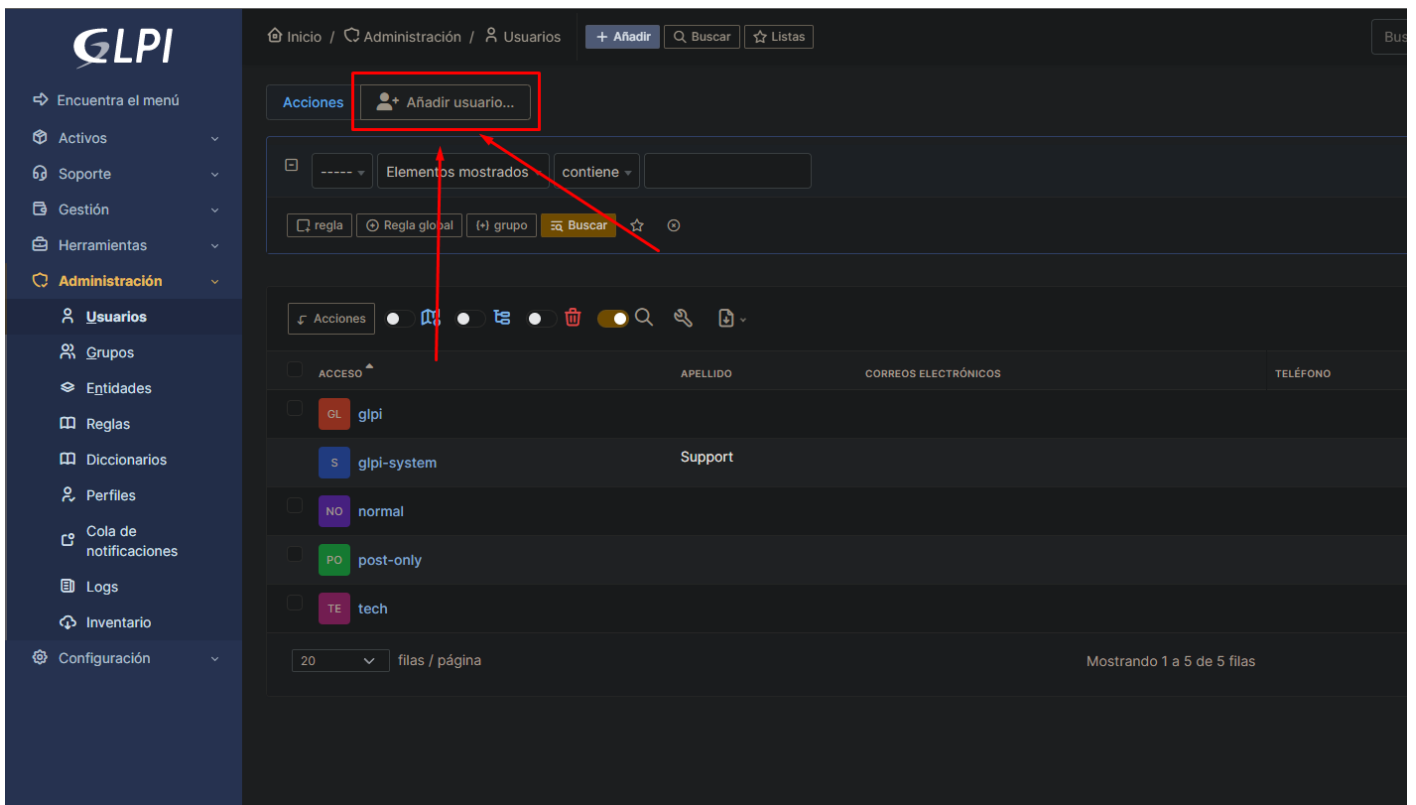 GLPI
Inicio / Administración / Usuarios + Añadir Buscar Listas Bus
Encuentra el menú
Activos
Soporte
Gestión
Herramientas
Administración
Usuarios
Grupos
Entidades
Reglas
Diccionarios
Perfiles
Cola de
notificaciones
Logs
Inventario
Configuración
Acciones Añadir usuario...
----- Elementos mostrados contiene
regla Regla global {+} grupo Buscar
Acciones
ACCESO APELLIDO CORREOS ELECTRÓNICOS TELÉFONO
GL glpi
S glpi-system Support
NO normal
PO post-only
TE tech
20 filas / página Mostrando 1 a 5 de 5 filas